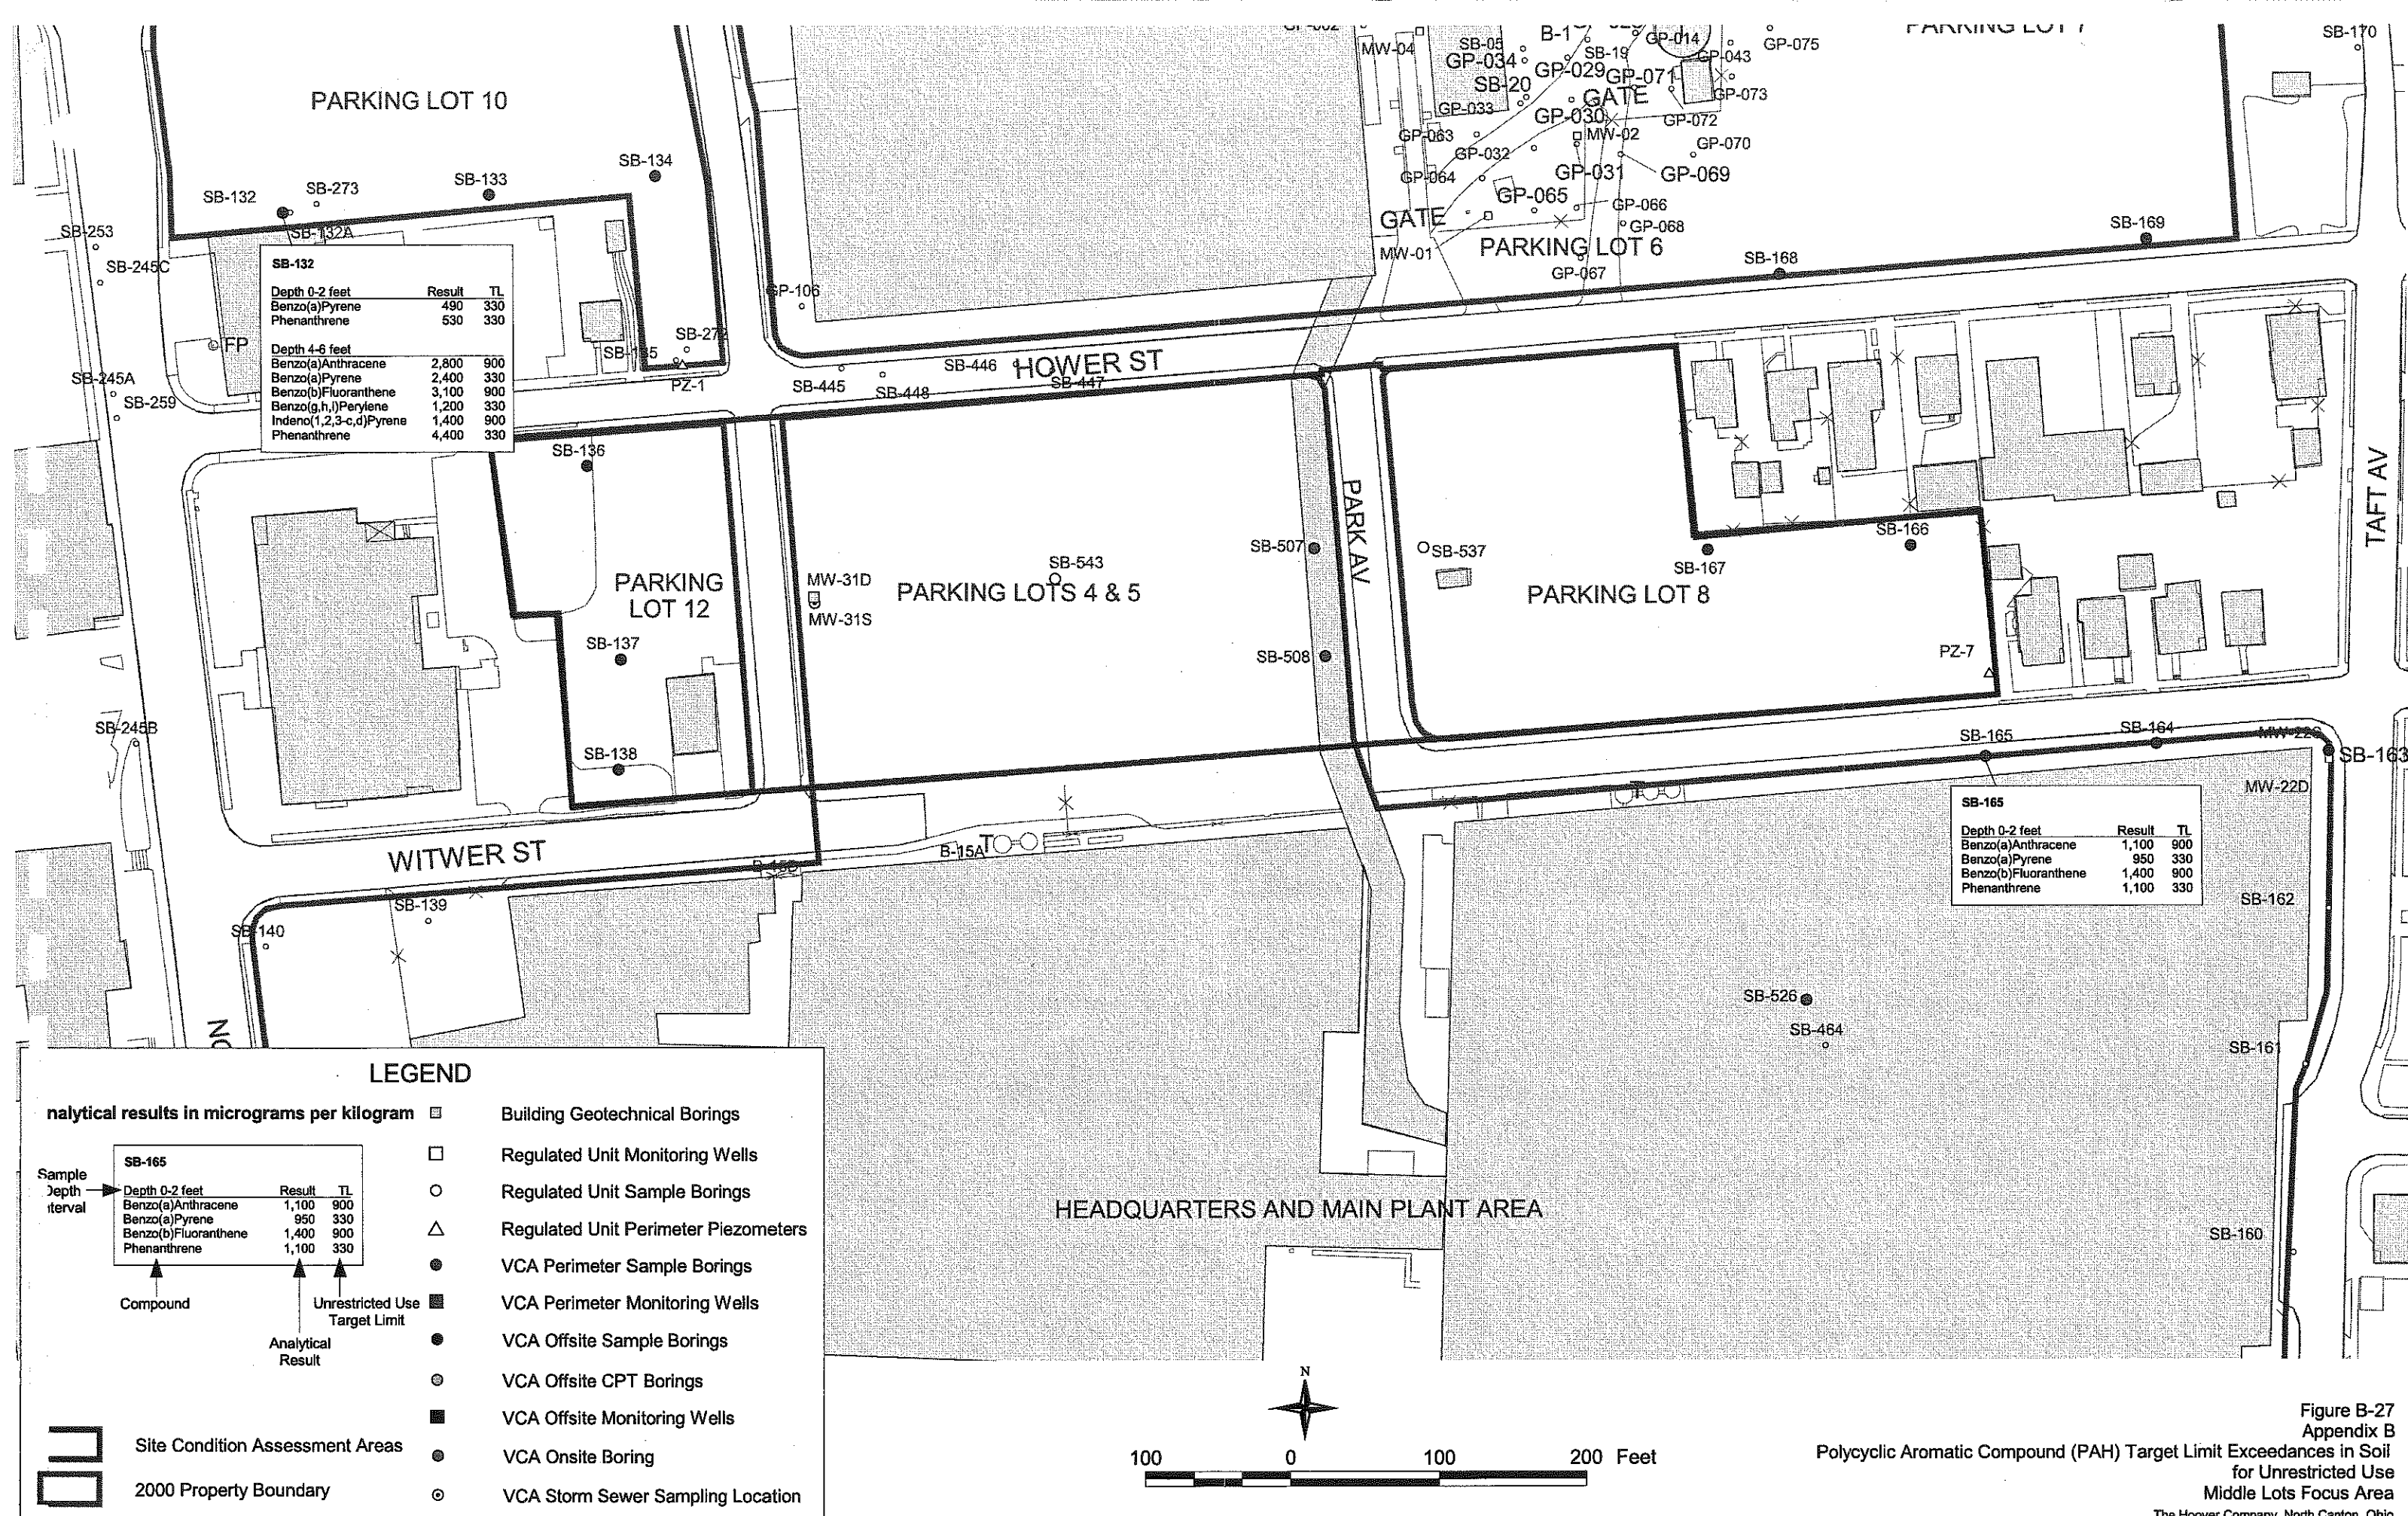 PARKING LOT 10
SB-134
SB-133
SB-273
SB-132
SB-132A
SB-253
SB-245C
FP
SB-245A
SB-259
SB-132
Depth 0-2 feet Result TL
Benzo(a)Pyrene 490 330
Phenanthrene 530 330
Depth 4-6 feet
Benzo(a)Anthracene 2,800 900
Benzo(a)Pyrene 2,400 330
Benzo(b)Fluoranthene 3,100 900
Benzo(g,h,i)Perylene 1,200 330
Indeno(1,2,3-c,d)Pyrene 1,400 900
Phenanthrene 4,400 330
PZ-1
GP-106
MW-04
SB-05
GP-034
SB-20
B-1
SB-19
GP-014
GP-043
GP-075
GP-029
GP-071
GATE
GP-073
GP-033
GP-030
GP-072
MW-02
GP-063
GP-032
GP-070
GP-064
GP-031
GP-069
GP-065
GP-066
GATE
GP-068
MW-01
PARKING LOT 6
GP-067
PARKING LOT 7
SB-170
SB-169
SB-168
HOWER ST
SB-445
SB-448
SB-446
SB-447
SB-136
PARKING
LOT 12
SB-137
SB-138
MW-31D
MW-31S
SB-543
PARKING LOTS 4 & 5
SB-507
SB-508
PARK AV
SB-537
PARKING LOT 8
SB-167
SB-166
PZ-7
TAFT AV
SB-245B
WITWER ST
B-15B
B-15A
T
T
SB-165
SB-164
MW-22S
SB-163
MW-22D
SB-165
Depth 0-2 feet Result TL
Benzo(a)Anthracene 1,100 900
Benzo(a)Pyrene 950 330
Benzo(b)Fluoranthene 1,400 900
Phenanthrene 1,100 330
SB-162
SB-139
SB-140
SB-526
SB-464
SB-161
SB-160
HEADQUARTERS AND MAIN PLANT AREA
LEGEND
nalytical results in micrograms per kilogram
Sample
Depth
terval
SB-165
Depth 0-2 feet Result TL
Benzo(a)Anthracene 1,100 900
Benzo(a)Pyrene 950 330
Benzo(b)Fluoranthene 1,400 900
Phenanthrene 1,100 330
Compound
Analytical
Result
Unrestricted Use
Target Limit
Site Condition Assessment Areas
2000 Property Boundary
Building Geotechnical Borings
Regulated Unit Monitoring Wells
Regulated Unit Sample Borings
Regulated Unit Perimeter Piezometers
VCA Perimeter Sample Borings
VCA Perimeter Monitoring Wells
VCA Offsite Sample Borings
VCA Offsite CPT Borings
VCA Offsite Monitoring Wells
VCA Onsite Boring
VCA Storm Sewer Sampling Location
N
100 0 100 200 Feet
Figure B-27
Appendix B
Polycyclic Aromatic Compound (PAH) Target Limit Exceedances in Soil
for Unrestricted Use
Middle Lots Focus Area
The Hoover Company, North Canton, Ohio